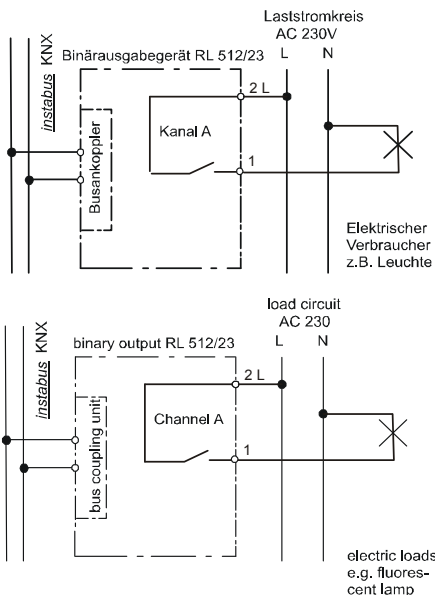 Laststromkreis
AC 230V
L N
instabus KNX
Binärausgabegerät RL 512/23
2 L
Busankoppler
Kanal A
1
Elektrischer
Verbraucher
z.B. Leuchte
load circuit
AC 230
L N
instabus KNX
binary output RL 512/23
2 L
bus coupling unit
Channel A
1
electric loads
e.g. fluores-
cent lamp